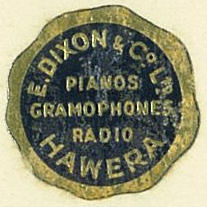 E. DIXON & Co. LTD.
PIANOS
GRAMOPHONES
RADIO
HAWERA